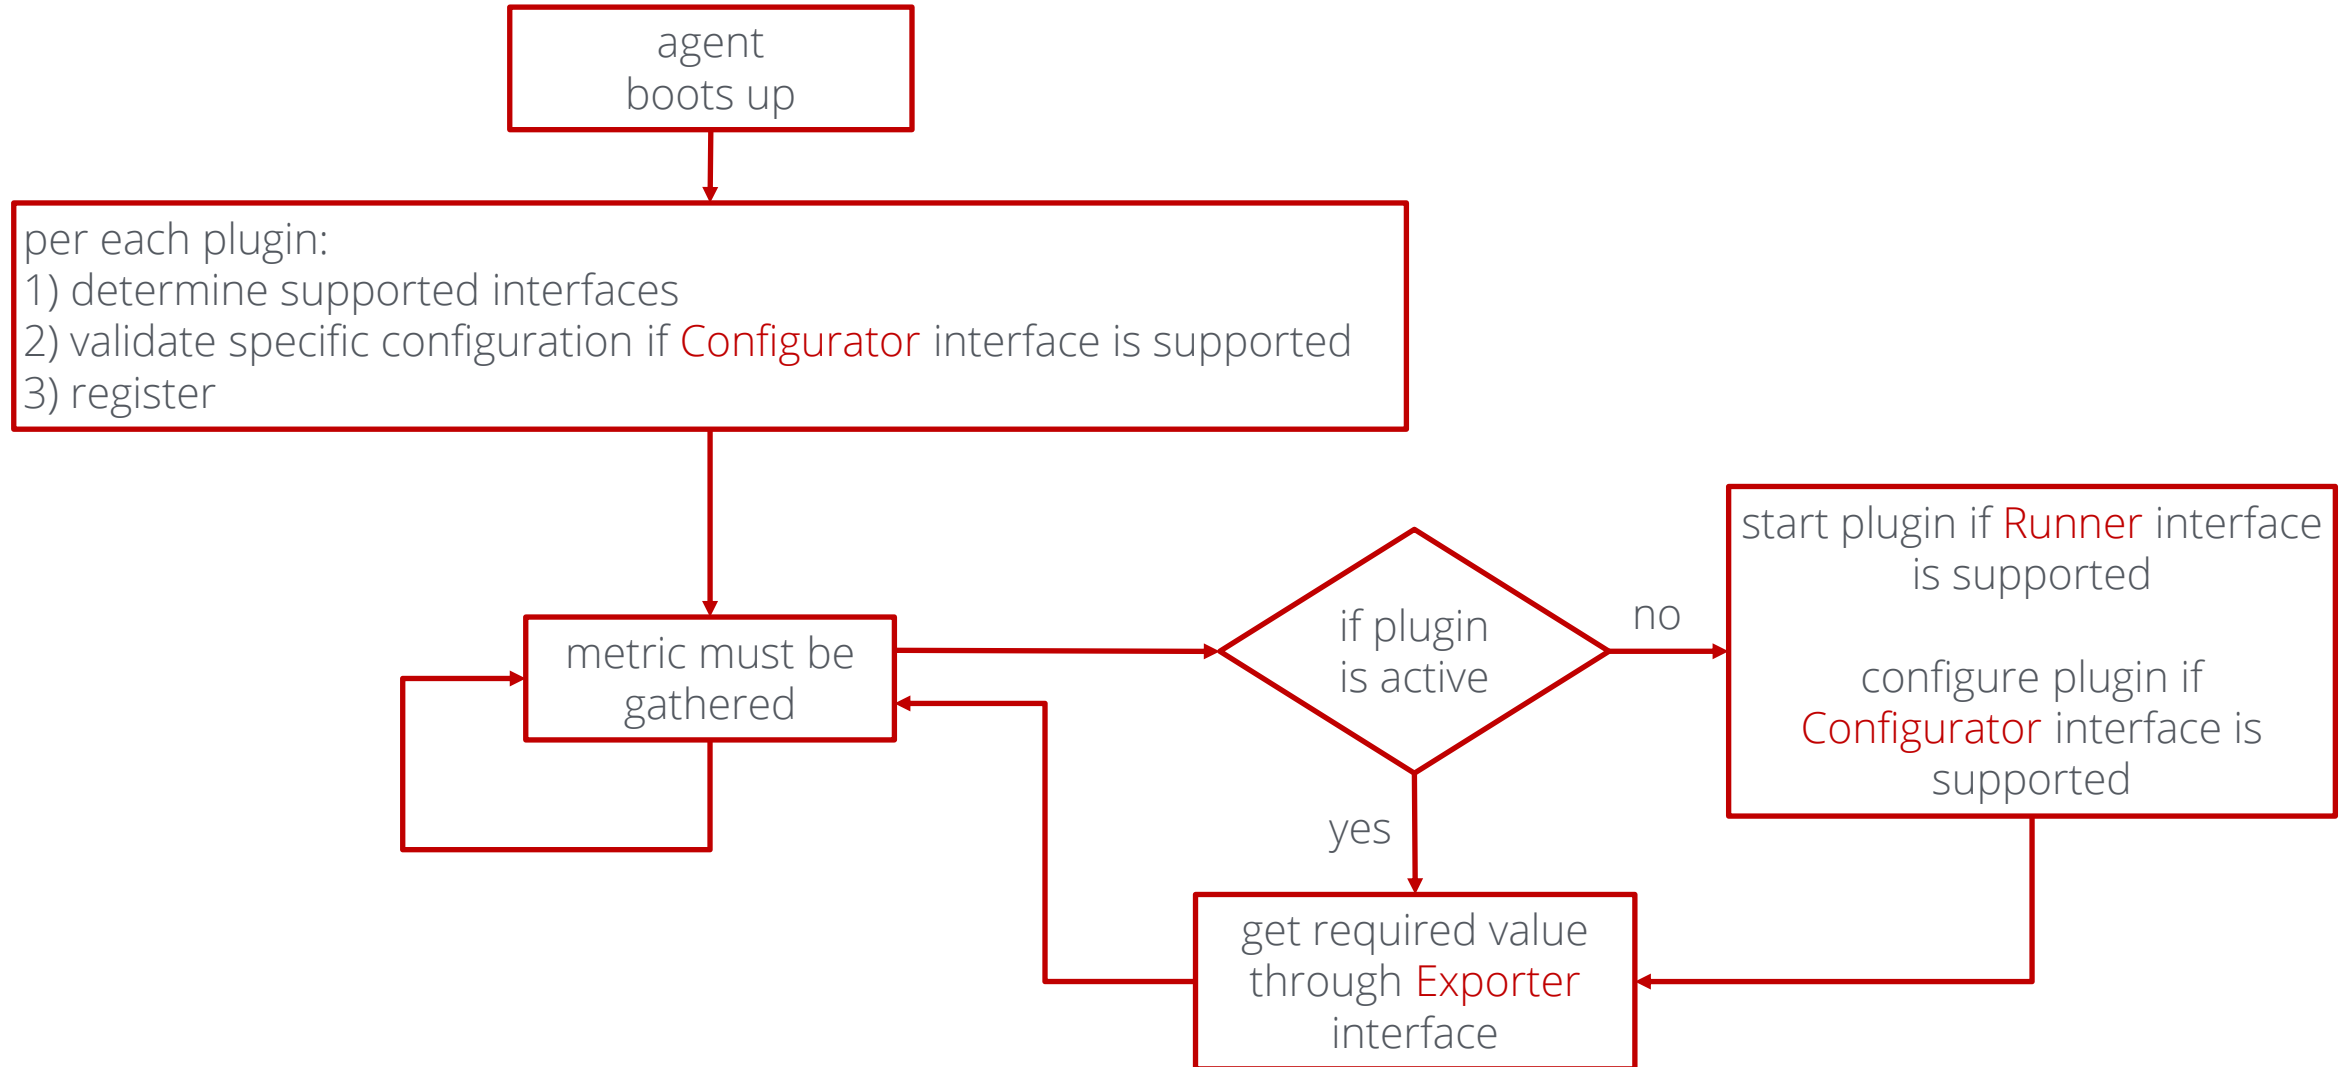 agent
boots up
per each plugin:
1) determine supported interfaces
2) validate specific configuration if Configurator interface is supported
3) register
metric must be
gathered
if plugin
is active
no
yes
start plugin if Runner interface
is supported
configure plugin if
Configurator interface is
supported
get required value
through Exporter
interface